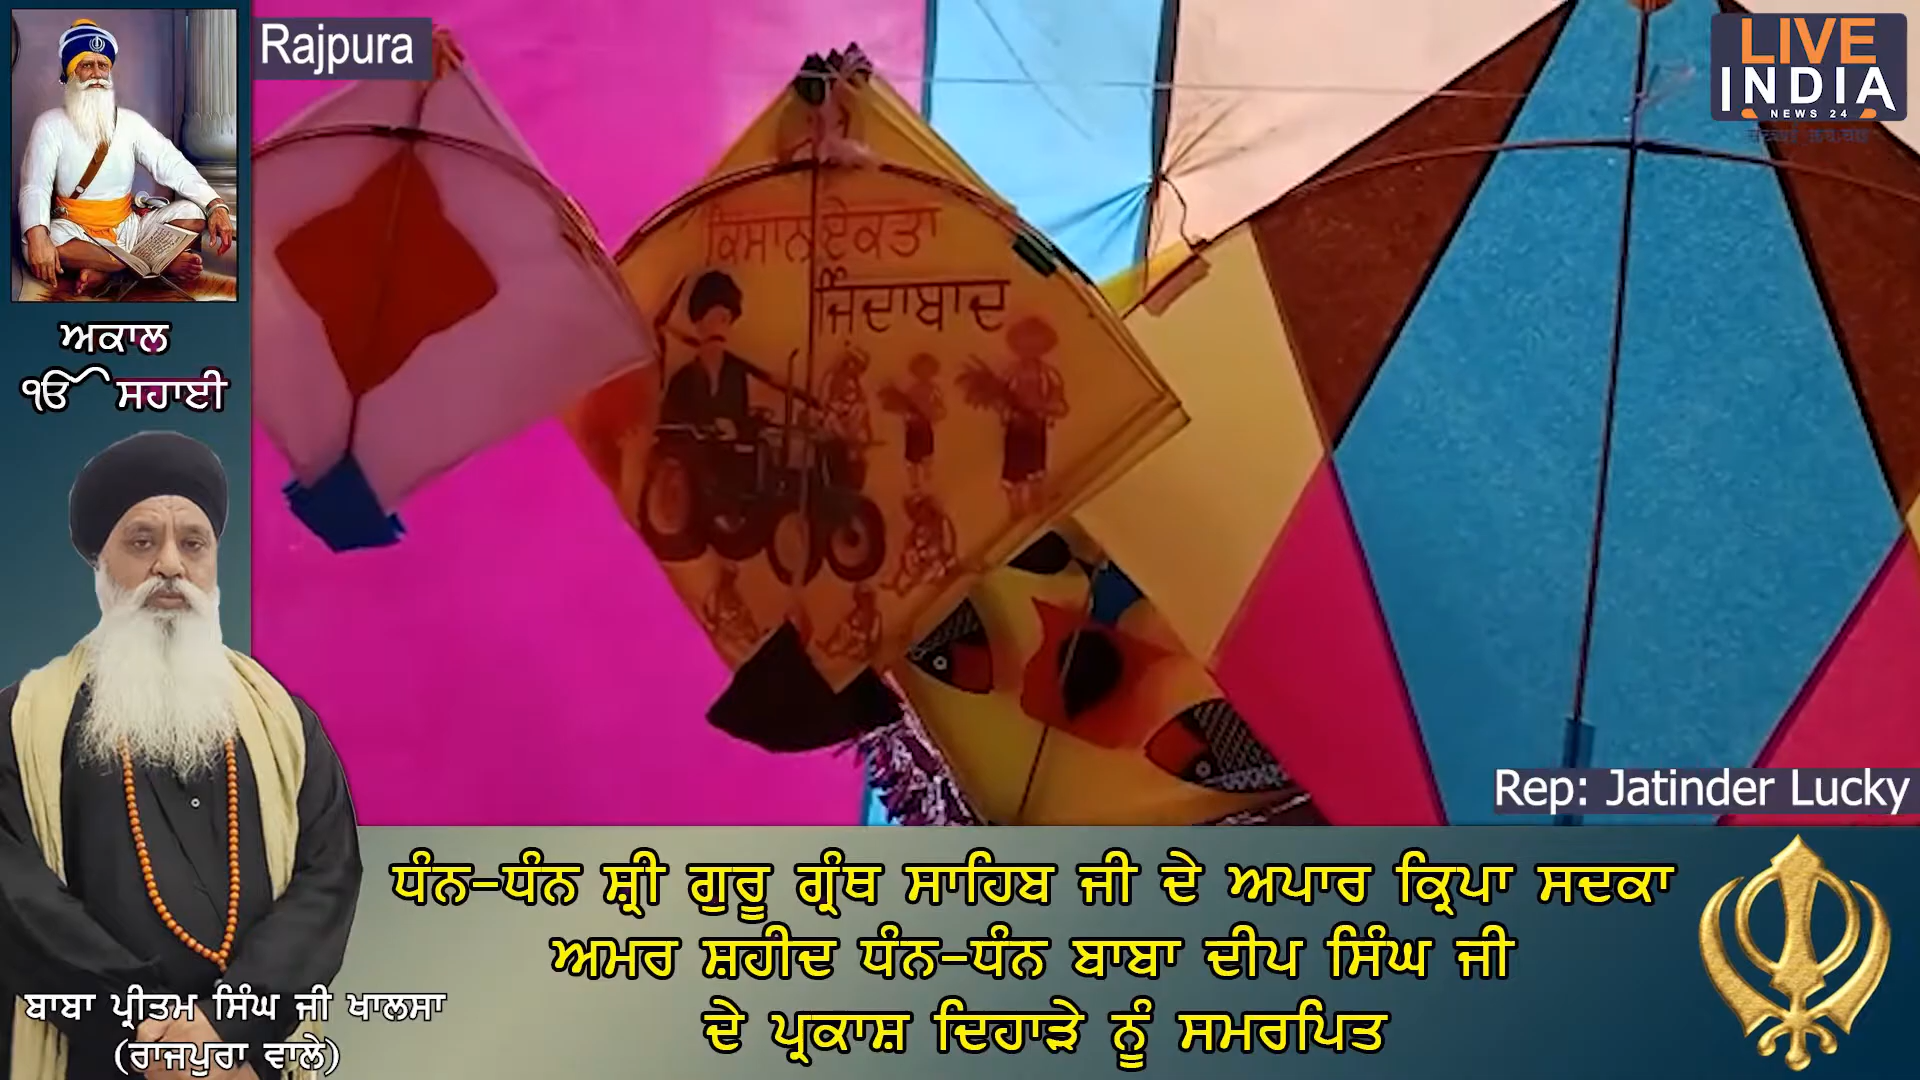 Rajpura
LIVE
INDIA
NEWS 24
ਅਕਾਲ
ੴ ਸਹਾਈ
ਕਿਸਾਨ ਏਕਤਾ
ਜਿੰਦਾਬਾਦ
Rep: Jatinder Lucky
ਧੰਨ-ਧੰਨ ਸ਼੍ਰੀ ਗੁਰੂ ਗ੍ਰੰਥ ਸਾਹਿਬ ਜੀ ਦੇ ਅਪਾਰ ਕ੍ਰਿਪਾ ਸਦਕਾ
ਅਮਰ ਸ਼ਹੀਦ ਧੰਨ-ਧੰਨ ਬਾਬਾ ਦੀਪ ਸਿੰਘ ਜੀ
ਦੇ ਪ੍ਰਕਾਸ਼ ਦਿਹਾੜੇ ਨੂੰ ਸਮਰਪਿਤ
ਬਾਬਾ ਪ੍ਰੀਤਮ ਸਿੰਘ ਜੀ ਖਾਲਸਾ
(ਰਾਜਪੁਰਾ ਵਾਲੇ)